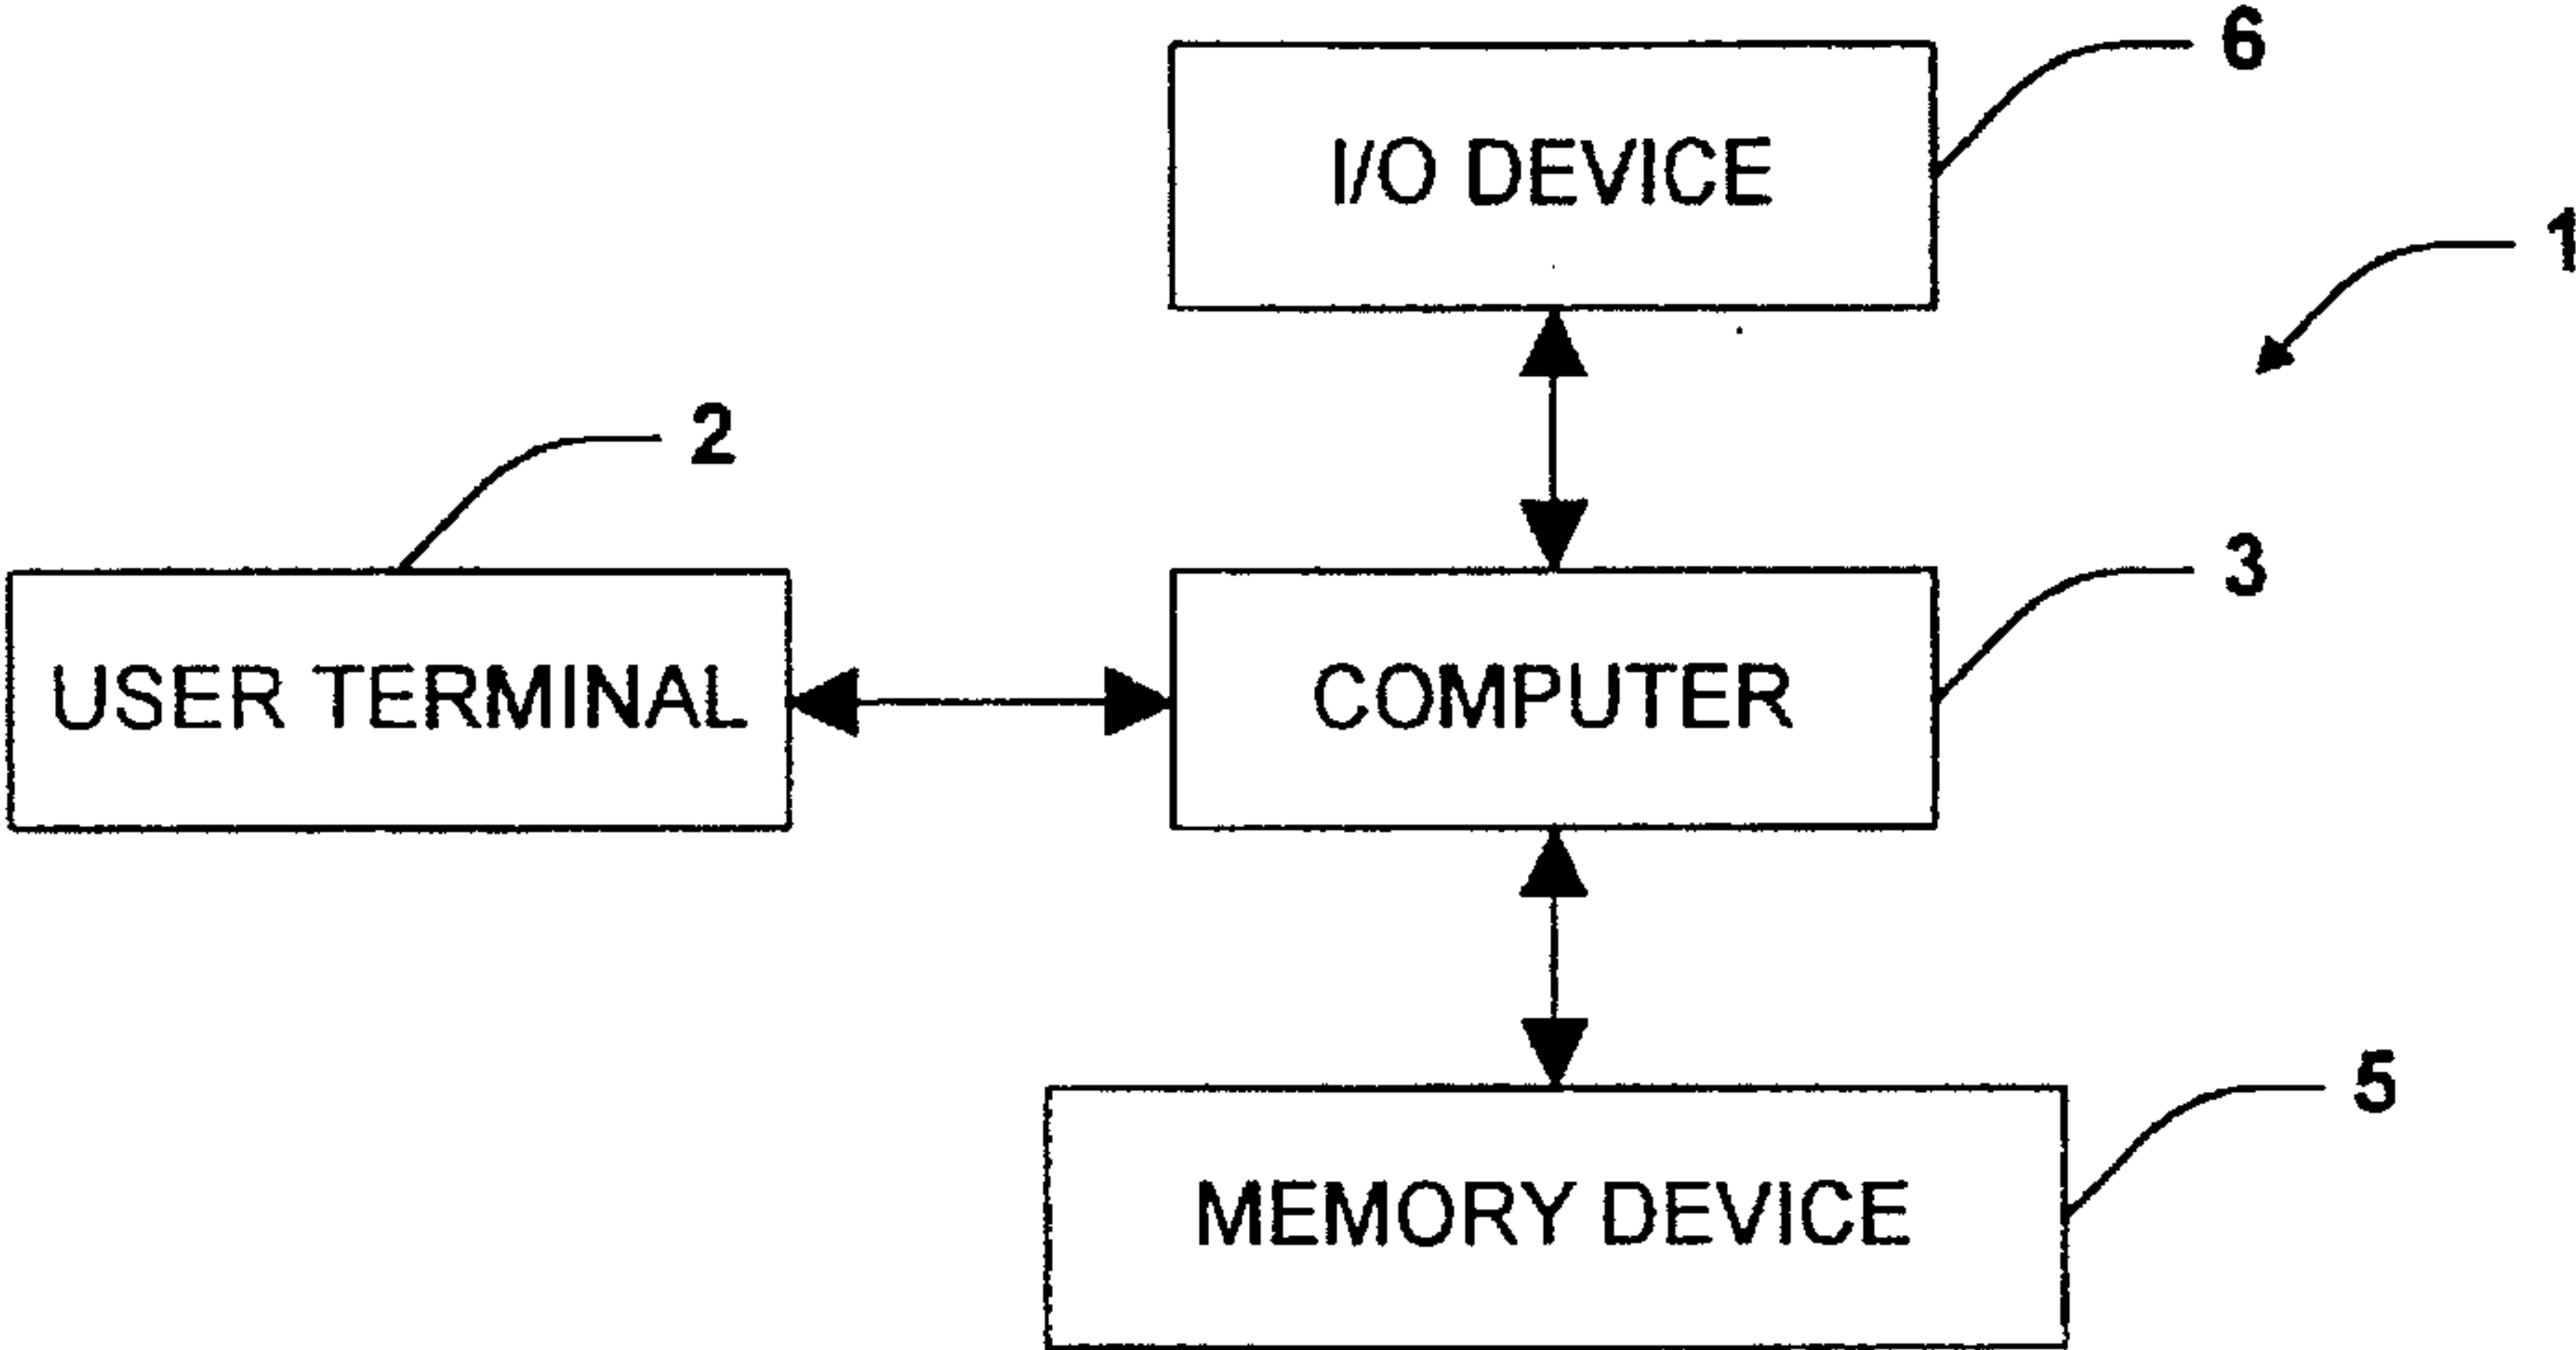 6
I/O DEVICE
1
2
3
USER TERMINAL
COMPUTER
5
MEMORY DEVICE